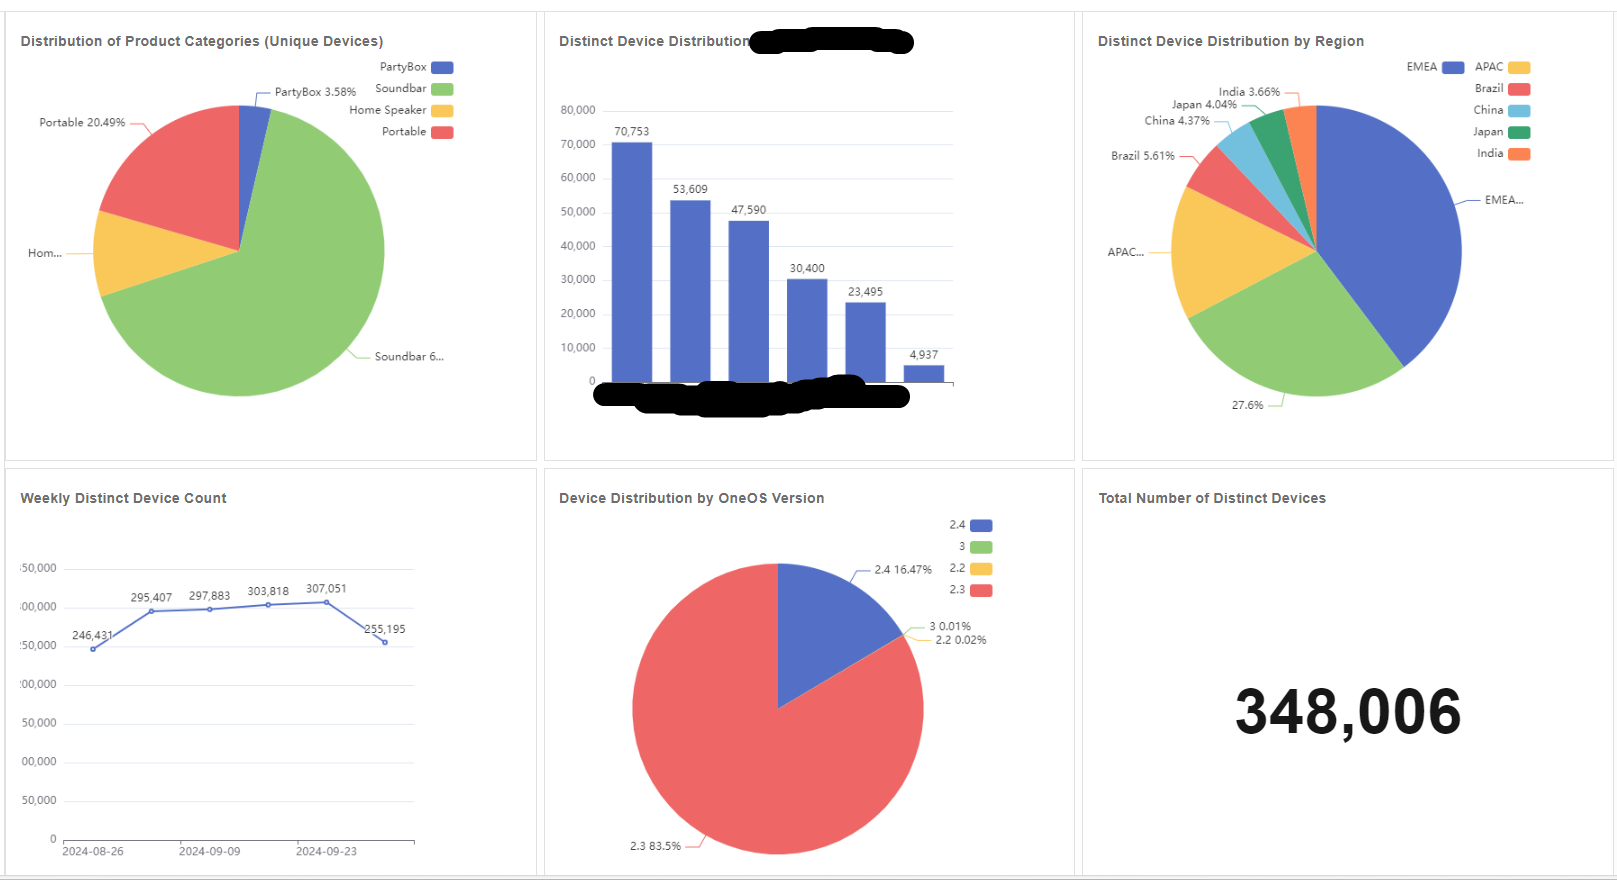 Distribution of Product Categories (Unique Devices)
PartyBox
Soundbar
Home Speaker
Portable
PartyBox 3.58%
Portable 20.49%
Hom...
Soundbar 6...
Distinct Device Distribution
80,000
70,000
60,000
50,000
40,000
30,000
20,000
10,000
0
70,753
53,609
47,590
30,400
23,495
4,937
Distinct Device Distribution by Region
EMEA
APAC
Brazil
China
Japan
India
India 3.66%
Japan 4.04%
China 4.37%
Brazil 5.61%
EMEA...
APAC...
27.6%
Weekly Distinct Device Count
50,000
00,000
250,000
200,000
50,000
00,000
50,000
0
246,431
295,407
297,883
303,818
307,051
255,195
2024-08-26
2024-09-09
2024-09-23
Device Distribution by OneOS Version
2.4
3
2.2
2.3
2.4 16.47%
3 0.01%
2.2 0.02%
2.3 83.5%
Total Number of Distinct Devices
348,006